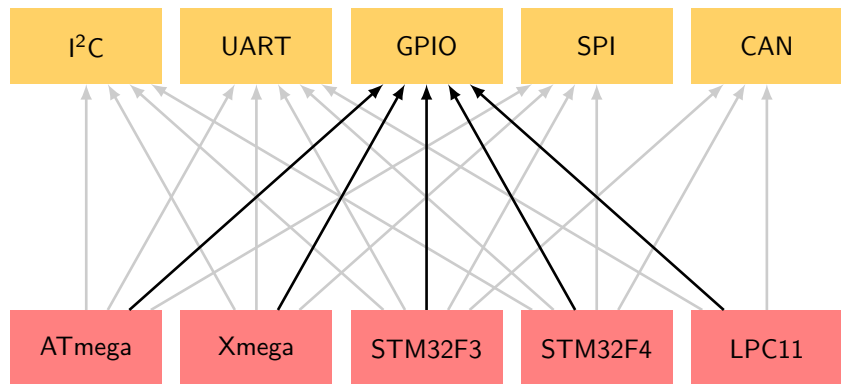 I²C UART GPIO SPI CAN
ATmega Xmega STM32F3 STM32F4 LPC11